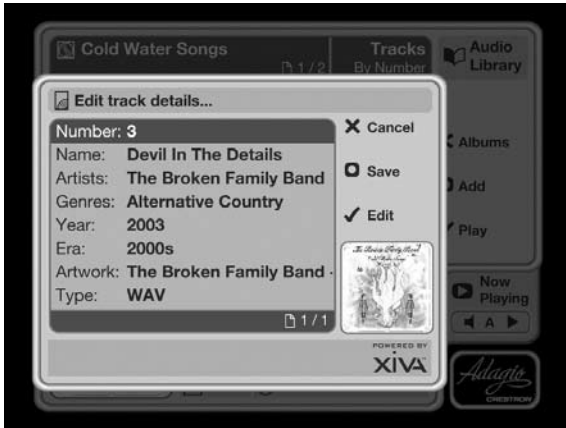 Cold Water Songs
1/2
Tracks
By Number
Audio
Library
Edit track details...
Number: 3
Name: Devil In The Details
Artists: The Broken Family Band
Genres: Alternative Country
Year: 2003
Era: 2000s
Artwork: The Broken Family Band -
Type: WAV
1/1
Cancel
Save
Edit
POWERED BY
XiVA
Albums
Add
Play
Now
Playing
A
Adagio
CRESTRON